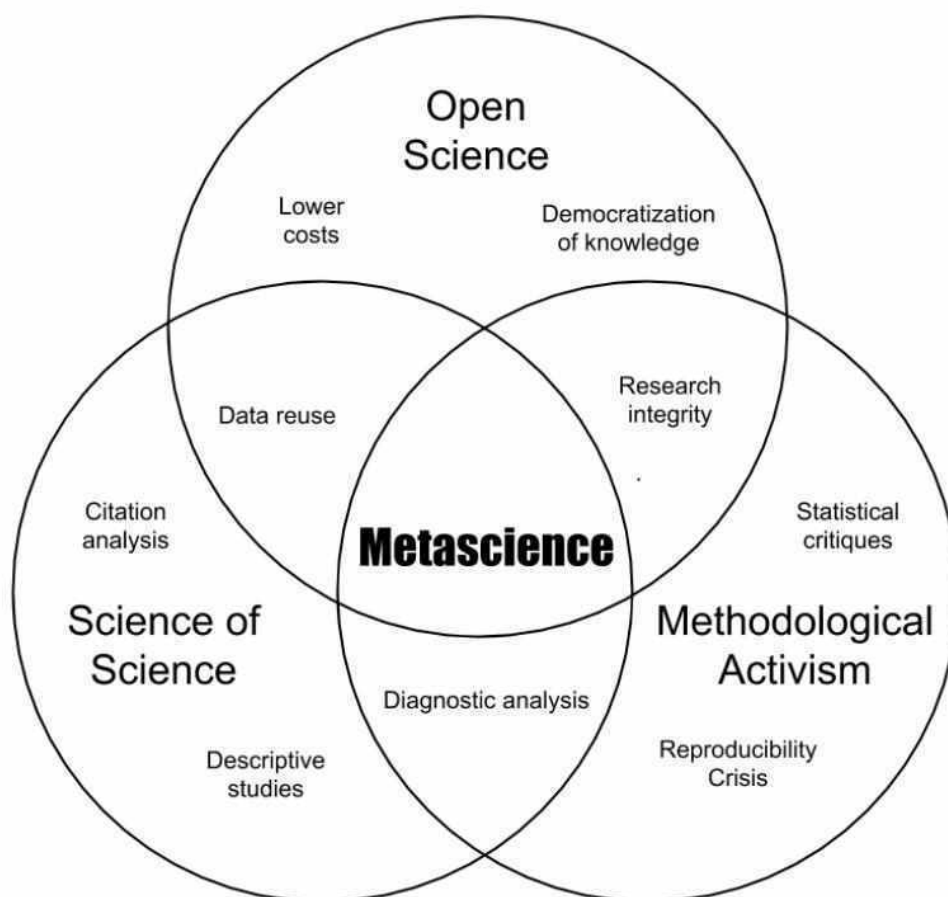 Open
Science
Lower
costs
Democratization
of knowledge
Data reuse
Research
integrity
Citation
analysis
Statistical
critiques
Metascience
Science of
Science
Methodological
Activism
Diagnostic analysis
Descriptive
studies
Reproducibility
Crisis